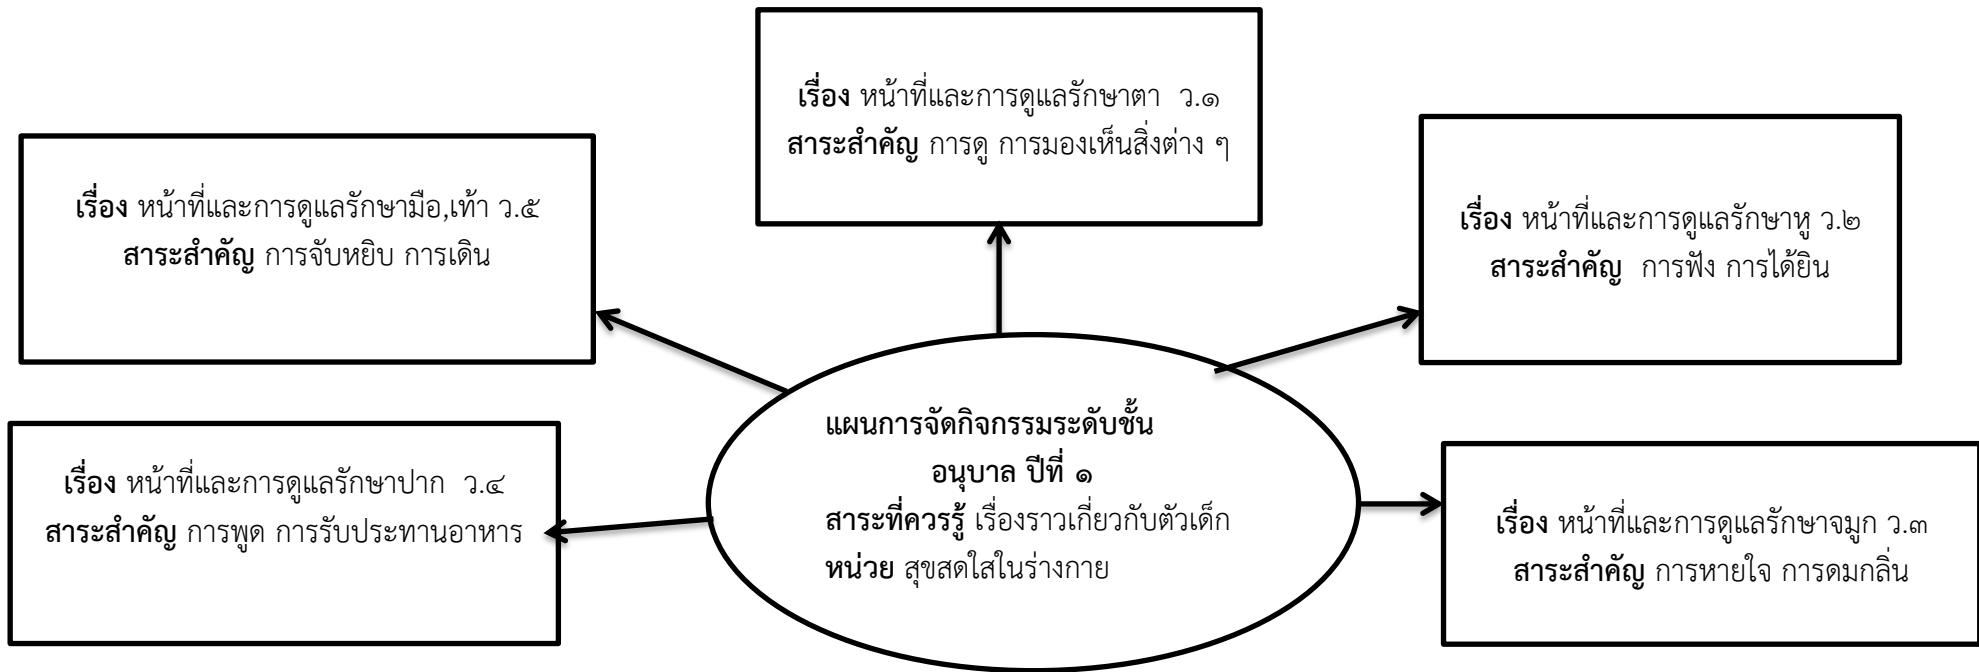 เรื่อง หน้าที่และการดูแลรักษาตา ว.๑
สาระสำคัญ การดู การมองเห็นสิ่งต่าง ๆ
เรื่อง หน้าที่และการดูแลรักษาหู ว.๒
สาระสำคัญ การฟัง การได้ยิน
เรื่อง หน้าที่และการดูแลรักษาจมูก ว.๓
สาระสำคัญ การหายใจ การดมกลิ่น
เรื่อง หน้าที่และการดูแลรักษาปาก ว.๔
สาระสำคัญ การพูด การรับประทานอาหาร
เรื่อง หน้าที่และการดูแลรักษามือ,เท้า ว.๕
สาระสำคัญ การจับหยิบ การเดิน
แผนการจัดกิจกรรมระดับชั้น
อนุบาล ปีที่ ๑
สาระที่ควรรู้ เรื่องราวเกี่ยวกับตัวเด็ก
หน่วย สุขสดใสในร่างกาย